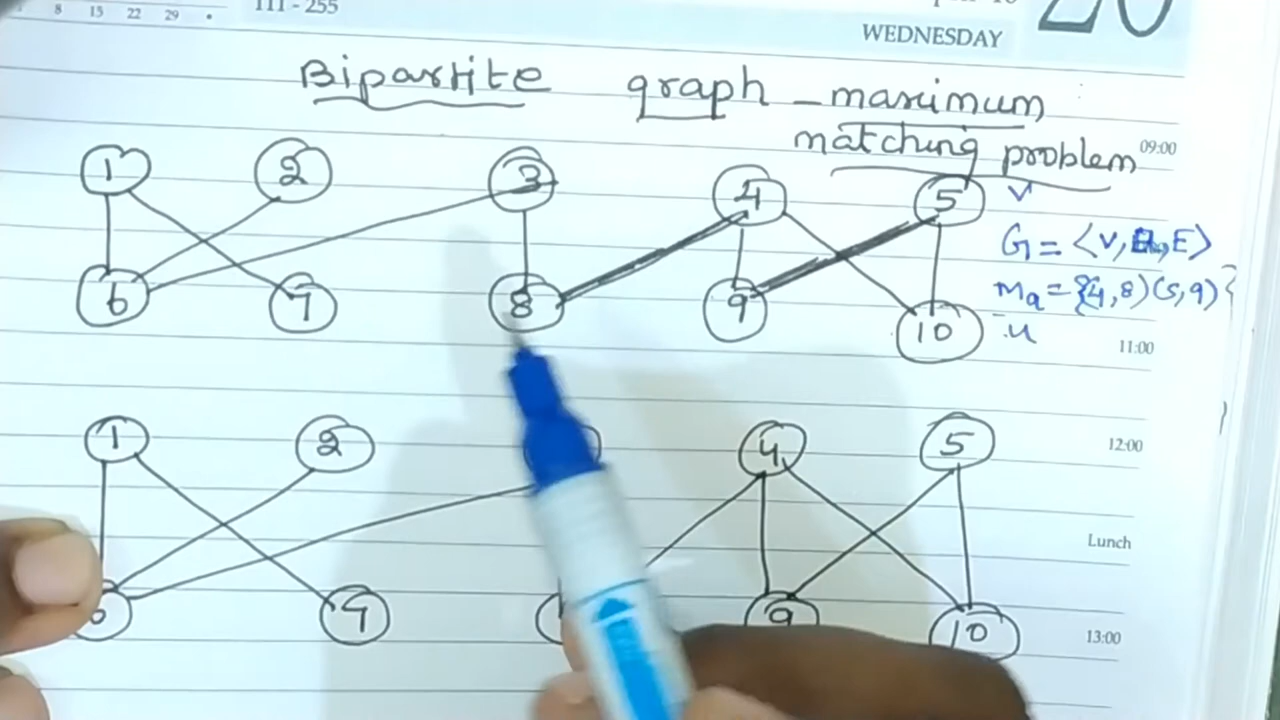 8 15 22 29
111 - 255
WEDNESDAY 20
Bipartite graph - maximum
matching problem 09:00
1 2 3 4 5 V
G = <V, E>
Ma = {4,8)(5,9)}
6 7 8 9 10 u
11:00
1 2 4 5 12:00
Lunch
7 9 10 13:00